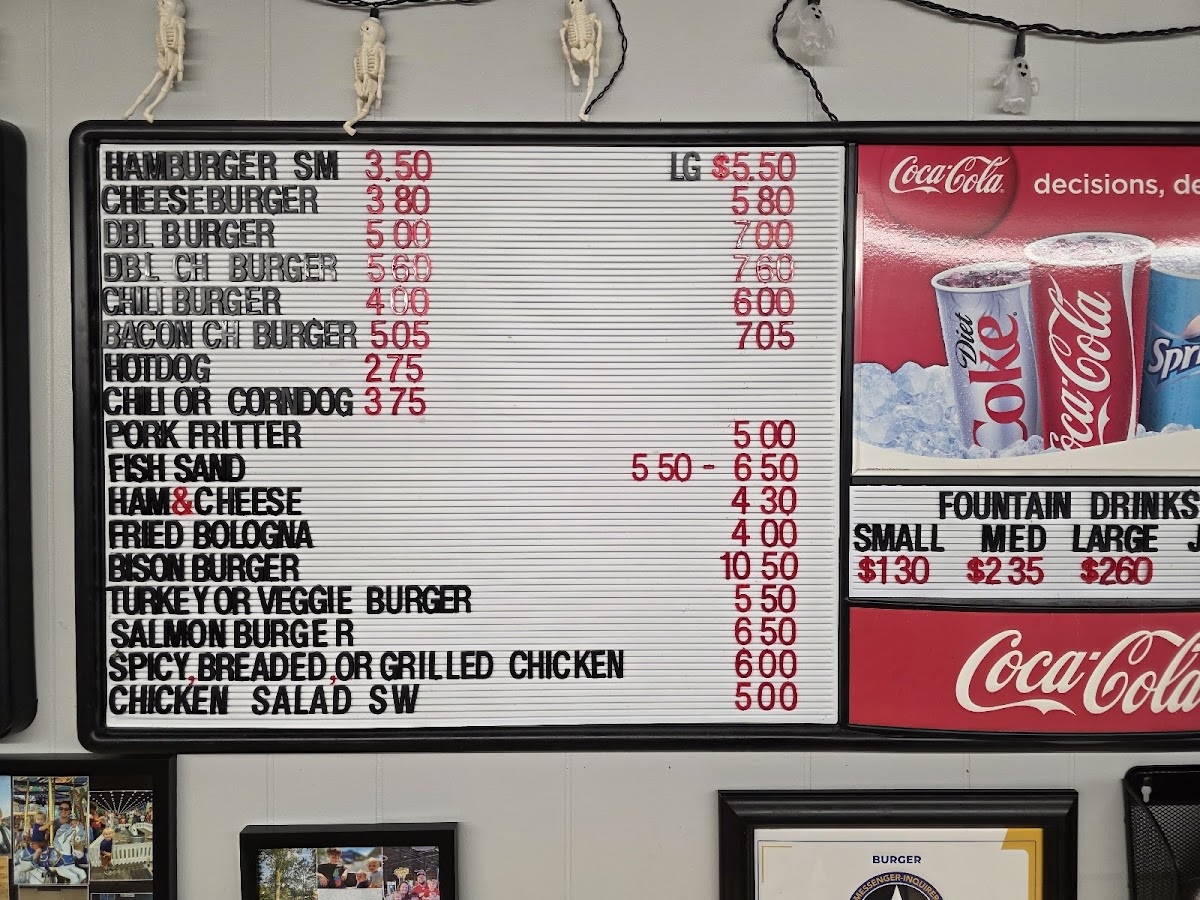 HAMBURGER SM 3.50 LG $5.50
CHEESEBURGER 3 80 5 80
DBL BURGER 5 00 7 00
DBL CH BURGER 5 60 7 60
CHILI BURGER 4 00 6 00
BACON CH BURGER 5 05 7 05
HOTDOG 2 75
CHILI OR CORNDOG 3 75
PORK FRITTER 5 00
FISH SAND 5 50 - 6 50
HAM&CHEESE 4 30
FRIED BOLOGNA 4 00
BISON BURGER 10 50
TURKEY OR VEGGIE BURGER 5 50
SALMON BURGER 6 50
SPICY,BREADED,OR GRILLED CHICKEN 6 00
CHICKEN SALAD SW 5 00
Coca-Cola decisions, de
Diet Coke
Coca-Cola
Spri
FOUNTAIN DRINKS
SMALL MED LARGE J
$1 30 $2 35 $2 60
Coca-Cola
BURGER
MESSENGER-INQUIRER